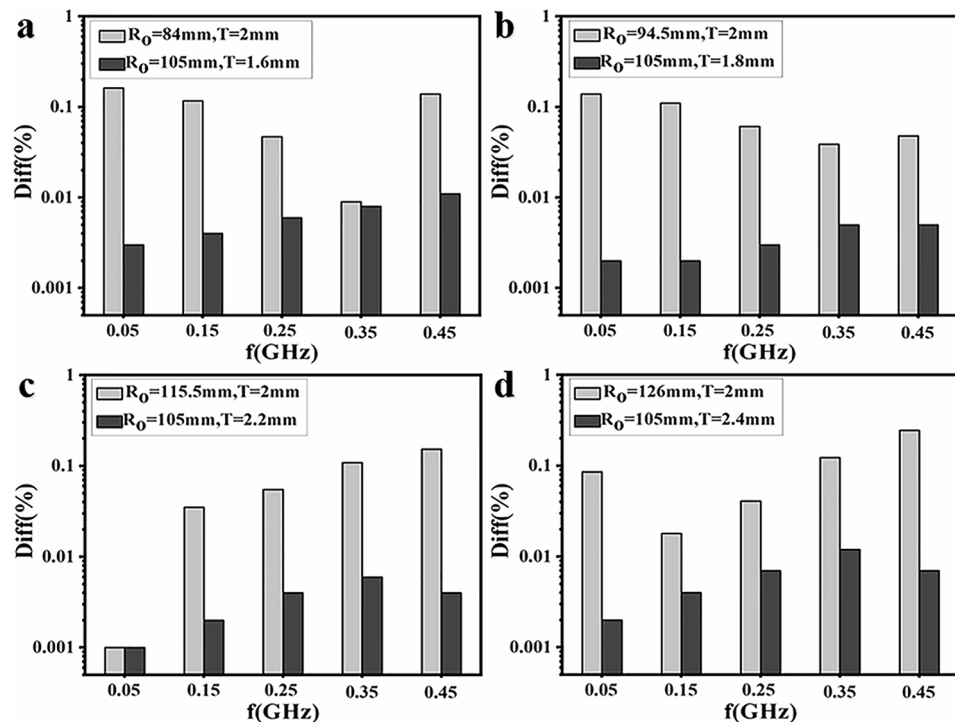 a
R₀=84mm,T=2mm
R₀=105mm,T=1.6mm
1
0.1
0.01
0.001
Diff(%)
0.05 0.15 0.25 0.35 0.45
f(GHz)
b
R₀=94.5mm,T=2mm
R₀=105mm,T=1.8mm
1
0.1
0.01
0.001
Diff(%)
0.05 0.15 0.25 0.35 0.45
f(GHz)
c
R₀=115.5mm,T=2mm
R₀=105mm,T=2.2mm
1
0.1
0.01
0.001
Diff(%)
0.05 0.15 0.25 0.35 0.45
f(GHz)
d
R₀=126mm,T=2mm
R₀=105mm,T=2.4mm
1
0.1
0.01
0.001
Diff(%)
0.05 0.15 0.25 0.35 0.45
f(GHz)